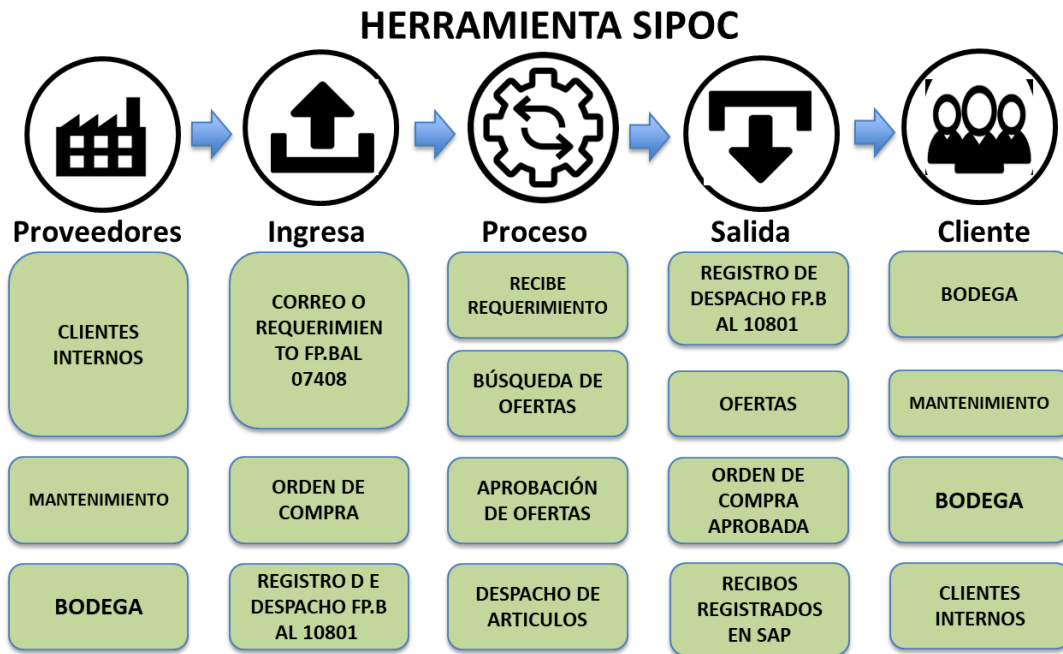 HERRAMIENTA SIPOC
Proveedores
Ingresa
Proceso
Salida
Cliente
CLIENTES
INTERNOS
CORREO O
REQUERIMIEN
TO FP.BAL
07408
RECIBE
REQUERIMIENTO
REGISTRO DE
DESPACHO FP.B
AL 10801
BODEGA
BÚSQUEDA DE
OFERTAS
OFERTAS
MANTENIMIENTO
MANTENIMIENTO
ORDEN DE
COMPRA
APROBACIÓN
DE OFERTAS
ORDEN DE
COMPRA
APROBADA
BODEGA
BODEGA
REGISTRO D E
DESPACHO FP.B
AL 10801
DESPACHO DE
ARTICULOS
RECIBOS
REGISTRADOS
EN SAP
CLIENTES
INTERNOS